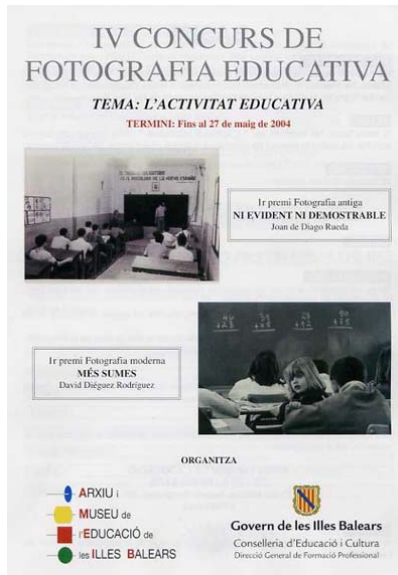 IV CONCURS DE
FOTOGRAFIA EDUCATIVA
TEMA: L'ACTIVITAT EDUCATIVA
TERMINI: Fins al 27 de maig de 2004
1r premi Fotografia antiga
NI EVIDENT NI DEMOSTRABLE
Joan de Diago Rueda
1r premi Fotografia moderna
MÉS SUMES
David Diéguez Rodríguez
ORGANITZA
ARXIU i
MUSEU de
l'EDUCACIÓ de
les ILLES BALEARS
Govern de les Illes Balears
Conselleria d'Educació i Cultura
Direcció General de Formació Professional